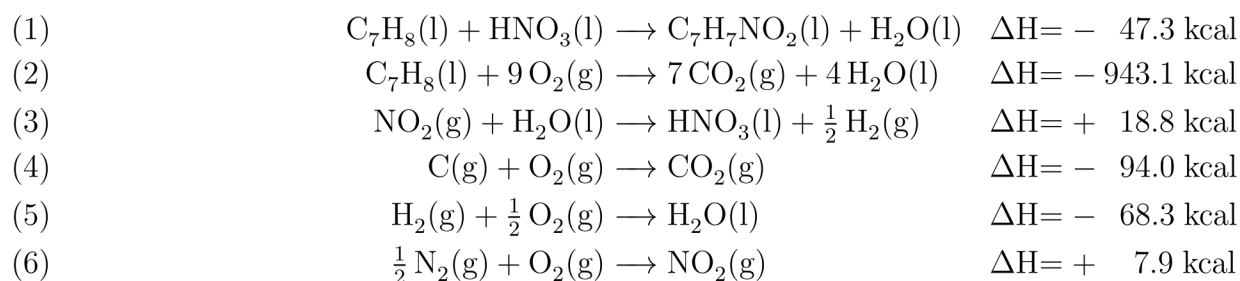 (1) C₇H₈(l) + HNO₃(l) ⟶ C₇H₇NO₂(l) + H₂O(l) ΔH= − 47.3 kcal
(2) C₇H₈(l) + 9 O₂(g) ⟶ 7 CO₂(g) + 4 H₂O(l) ΔH= − 943.1 kcal
(3) NO₂(g) + H₂O(l) ⟶ HNO₃(l) + ½ H₂(g) ΔH= + 18.8 kcal
(4) C(g) + O₂(g) ⟶ CO₂(g) ΔH= − 94.0 kcal
(5) H₂(g) + ½ O₂(g) ⟶ H₂O(l) ΔH= − 68.3 kcal
(6) ½ N₂(g) + O₂(g) ⟶ NO₂(g) ΔH= + 7.9 kcal